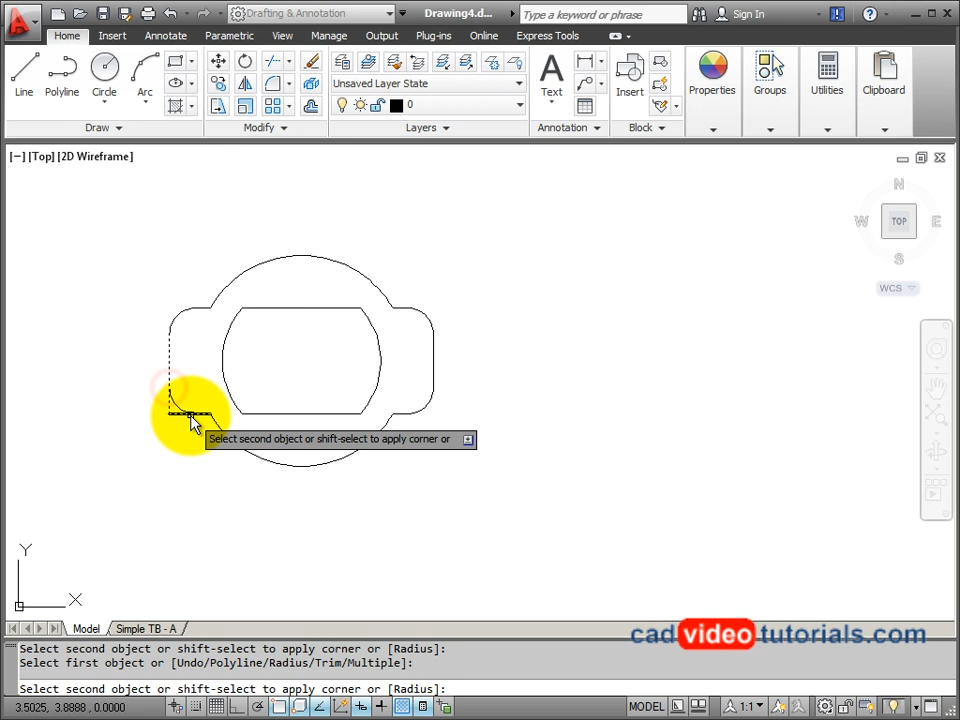 Drafting & Annotation
Drawing4.d...
Type a keyword or phrase
Sign In
Home Insert Annotate Parametric View Manage Output Plug-ins Online Express Tools
Line Polyline Circle Arc
Unsaved Layer State
0
Text
Insert
Properties Groups Utilities Clipboard
Draw Modify Layers Annotation Block
[−] [Top] [2D Wireframe]
N
W TOP E
S
WCS
Select second object or shift-select to apply corner or
Y
X
Model Simple TB - A
cad video tutorials.com
Select second object or shift-select to apply corner or [Radius]:
Select first object or [Undo/Polyline/Radius/Trim/Multiple]:
Select second object or shift-select to apply corner or [Radius]:
3.5025, 3.8888 , 0.0000
MODEL
1:1